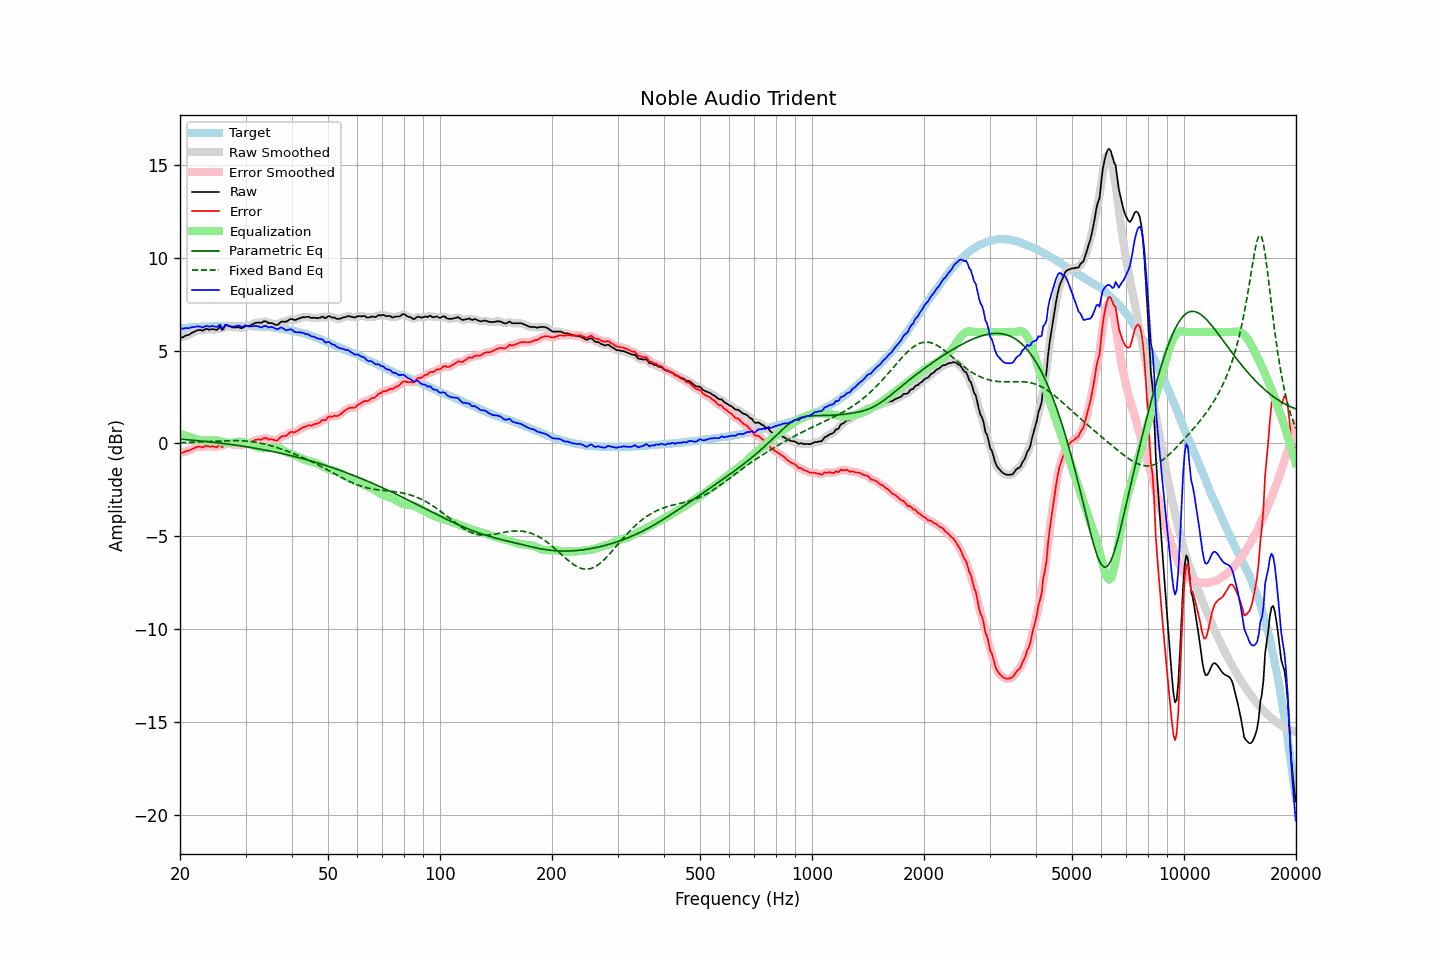 Noble Audio Trident
Target
Raw Smoothed
Error Smoothed
Raw
Error
Equalization
Parametric Eq
Fixed Band Eq
Equalized
Amplitude (dBr)
15
10
5
0
−5
−10
−15
−20
20 50 100 200 500 1000 2000 5000 10000 20000
Frequency (Hz)